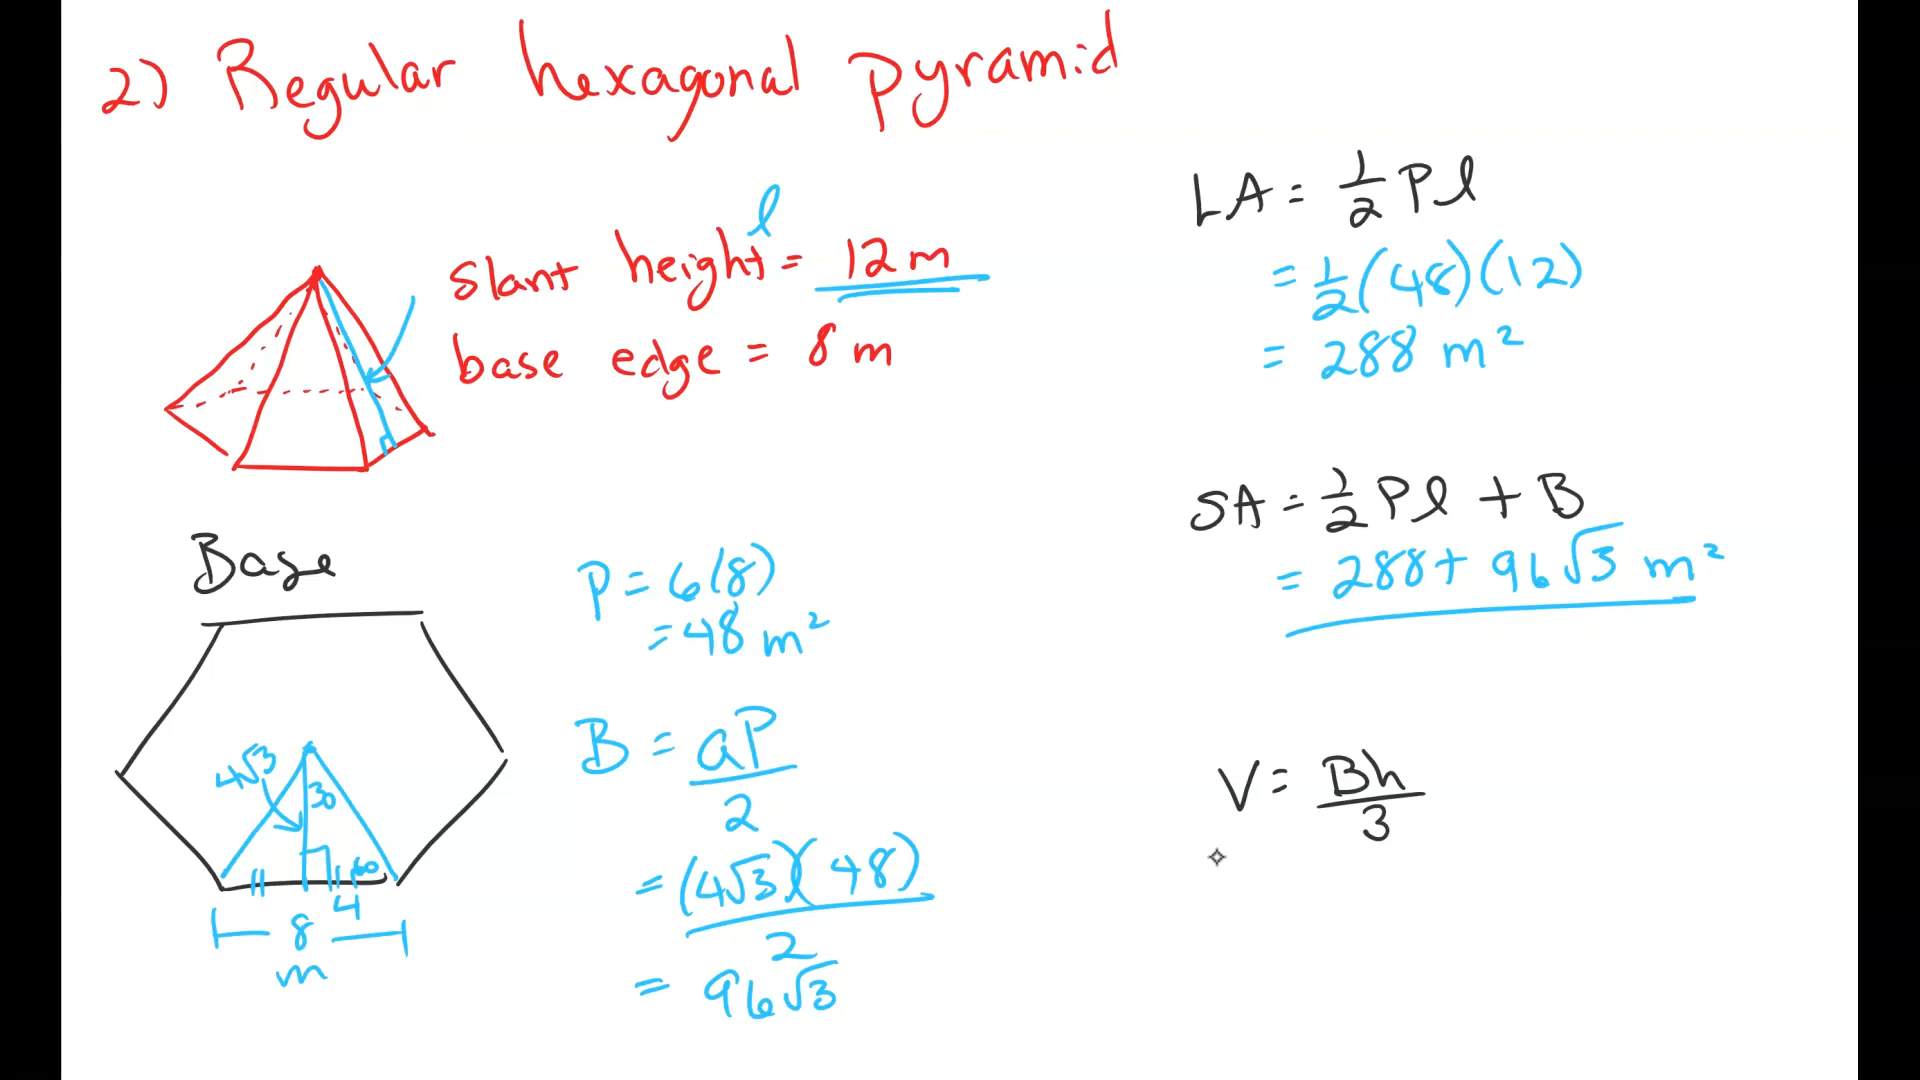 2) Regular hexagonal pyramid
l
slant height = 12 m
base edge = 8 m
LA = 1/2 Pl
= 1/2 (48)(12)
= 288 m²
SA = 1/2 Pl + B
= 288 + 96√3 m²
V = Bh/3
Base
4√3
30
60
4
8
m
P = 6(8)
= 48 m²
B = aP/2
= (4√3)(48)/2
= 96√3